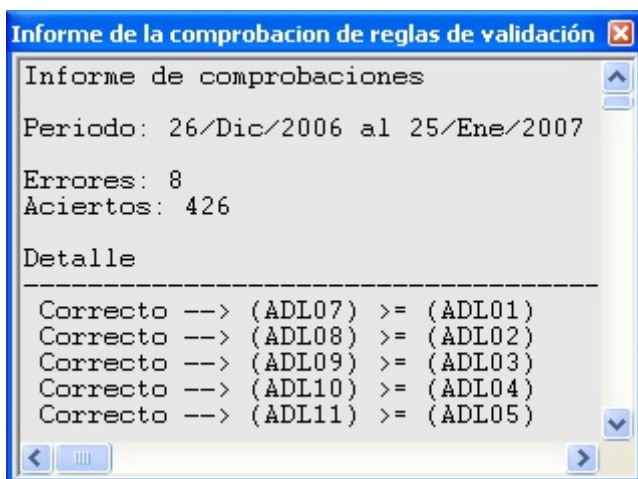 Informe de la comprobacion de reglas de validación
Informe de comprobaciones
Periodo: 26/Dic/2006 al 25/Ene/2007
Errores: 8
Aciertos: 426
Detalle
----------------------------------------
Correcto --> (ADL07) >= (ADL01)
Correcto --> (ADL08) >= (ADL02)
Correcto --> (ADL09) >= (ADL03)
Correcto --> (ADL10) >= (ADL04)
Correcto --> (ADL11) >= (ADL05)